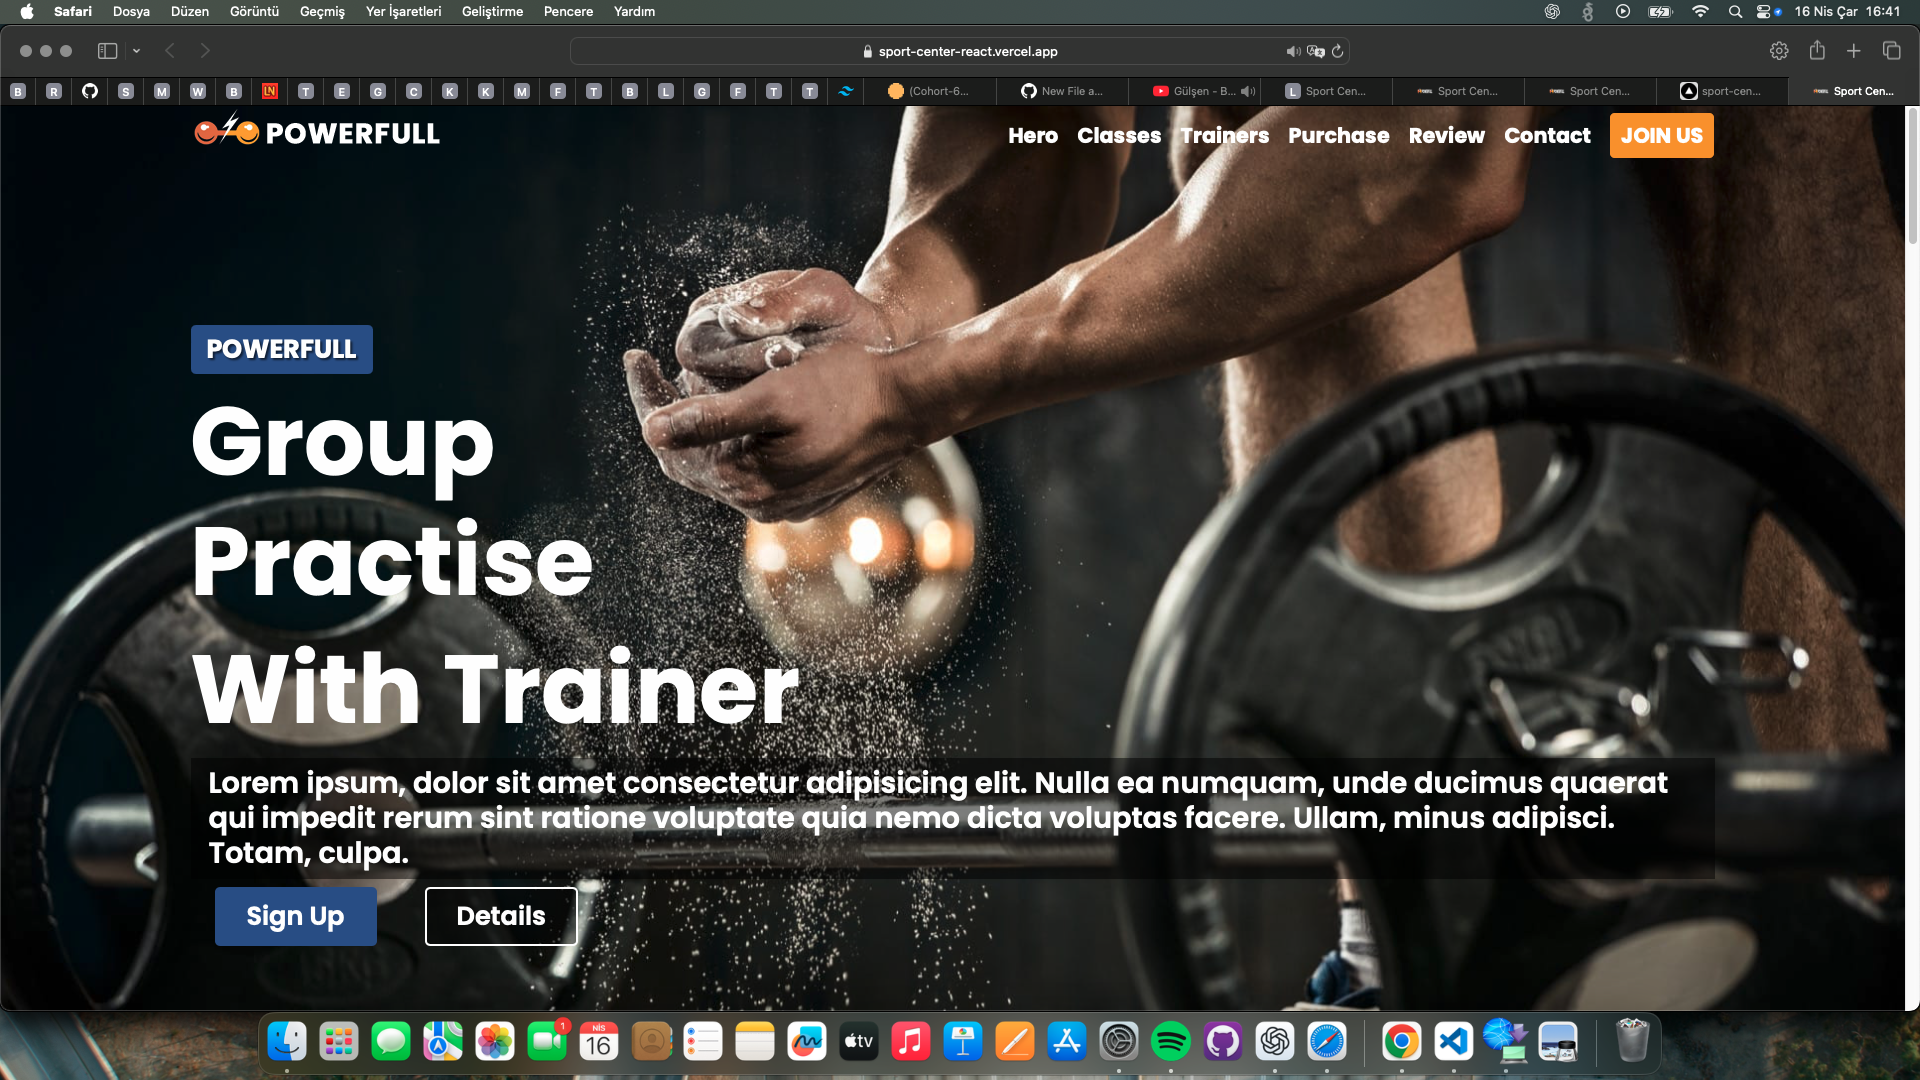 Safari Dosya Düzen Görüntü Geçmiş Yer İşaretleri Geliştirme Pencere Yardım 16 Nis Çar 16:41
sport-center-react.vercel.app
B R S M W B LN T E G C K K M F T B L G F T T (Cohort-6... New File a... Gülşen - B... L Sport Cen... Sport Cen... Sport Cen... sport-cen... Sport Cen...
POWERFULL Hero Classes Trainers Purchase Review Contact JOIN US
POWERFULL
Group
Practise
With Trainer
Lorem ipsum, dolor sit amet consectetur adipisicing elit. Nulla ea numquam, unde ducimus quaerat
qui impedit rerum sint ratione voluptate quia nemo dicta voluptas facere. Ullam, minus adipisci.
Totam, culpa.
Sign Up Details
1
NİS
16
tv